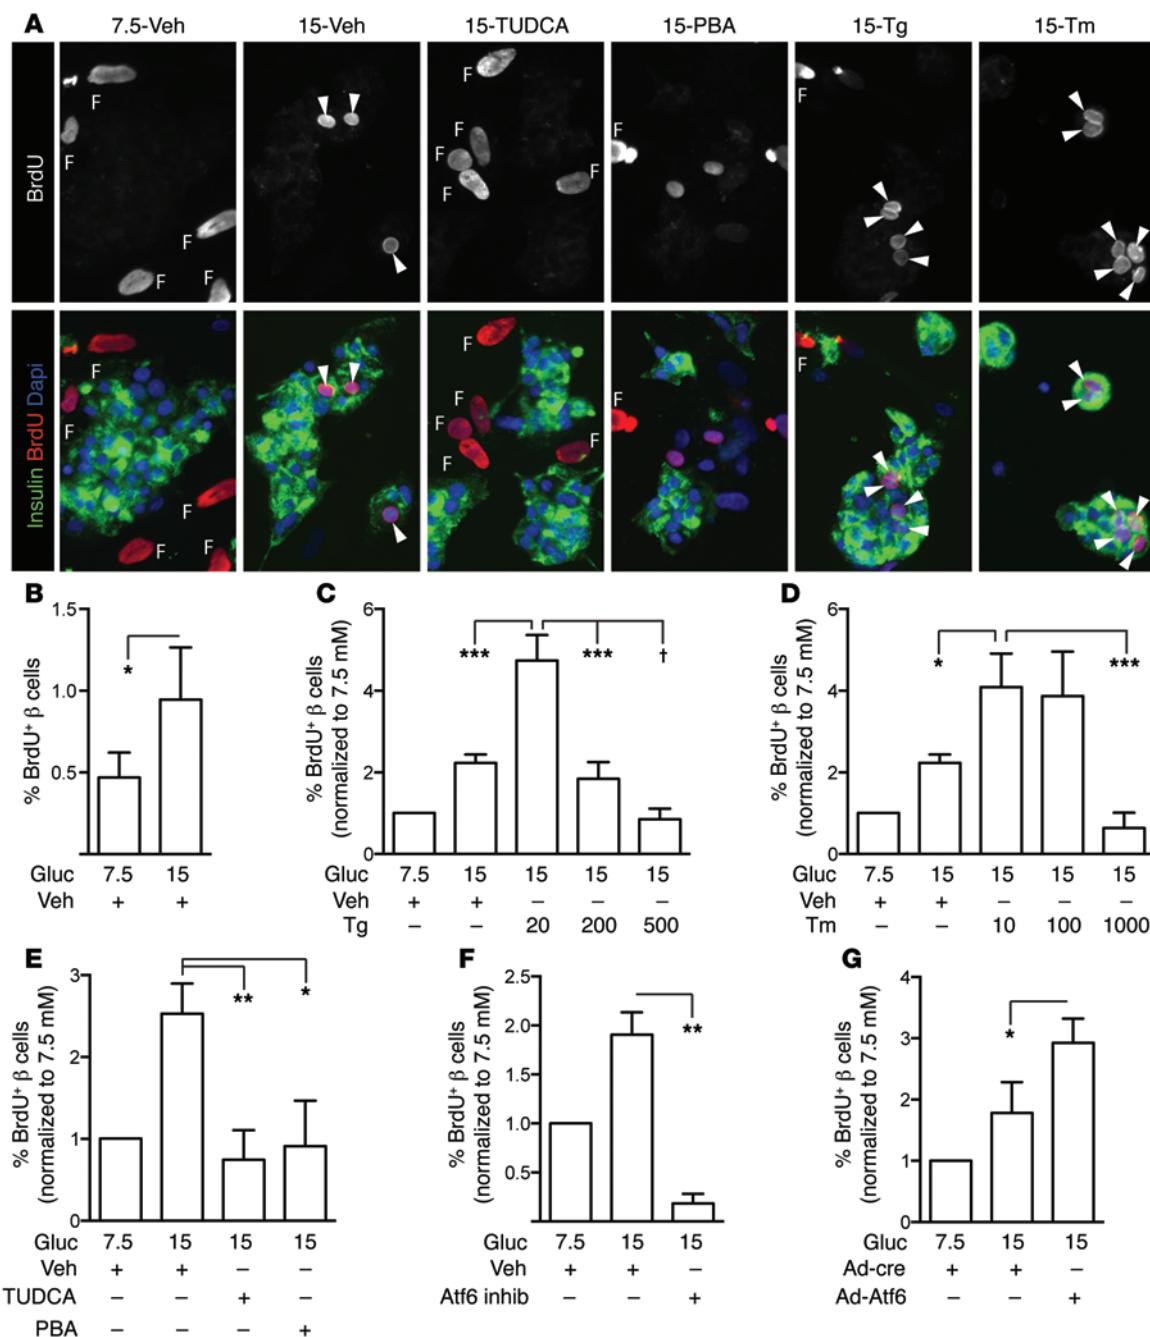 A 7.5-Veh 15-Veh 15-TUDCA 15-PBA 15-Tg 15-Tm
BrdU
F F F F F
F F F F
F
F
Insulin BrdU Dapi
F F F F F
F F F F
F
F
B
% BrdU+ β cells
1.5
1.0
0.5
*
Gluc 7.5 15
Veh + +
C
% BrdU+ β cells
(normalized to 7.5 mM)
6
4
2
0
*** *** †
Gluc 7.5 15 15 15 15
Veh + + – – –
Tg – – 20 200 500
D
% BrdU+ β cells
(normalized to 7.5 mM)
6
4
2
0
* ***
Gluc 7.5 15 15 15 15
Veh + + – – –
Tm – – 10 100 1000
E
% BrdU+ β cells
(normalized to 7.5 mM)
3
2
1
0
** *
Gluc 7.5 15 15 15
Veh + + – –
TUDCA – – + –
PBA – – – +
F
% BrdU+ β cells
(normalized to 7.5 mM)
2.5
2.0
1.5
1.0
0.5
**
Gluc 7.5 15 15
Veh + + –
Atf6 inhib – – +
G
% BrdU+ β cells
(normalized to 7.5 mM)
4
3
2
1
0
*
Gluc 7.5 15 15
Ad-cre + + –
Ad-Atf6 – – +